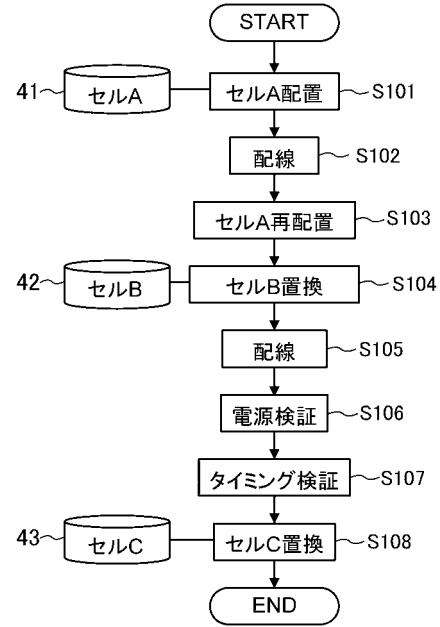 START
41 セルA セルA配置 S101
配線 S102
セルA再配置 S103
42 セルB セルB置換 S104
配線 S105
電源検証 S106
タイミング検証 S107
43 セルC セルC置換 S108
END